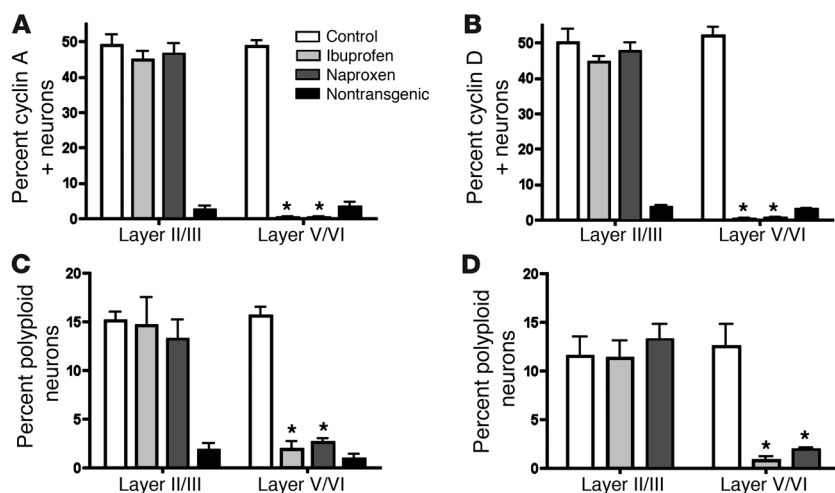 A
Percent cyclin A
+ neurons
50
40
30
20
10
0
Control
Ibuprofen
Naproxen
Nontransgenic
* *
Layer II/III Layer V/VI
B
Percent cyclin D
+ neurons
50
40
30
20
10
0
* *
Layer II/III Layer V/VI
C
Percent polyploid
neurons
20
15
10
5
0
* *
Layer II/III Layer V/VI
D
Percent polyploid
neurons
20
15
10
5
0
* *
Layer II/III Layer V/VI